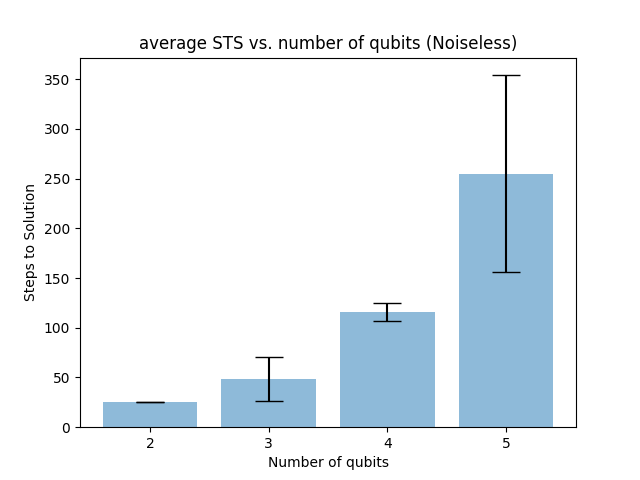 average STS vs. number of qubits (Noiseless)
Steps to Solution
350
300
250
200
150
100
50
0
2 3 4 5
Number of qubits